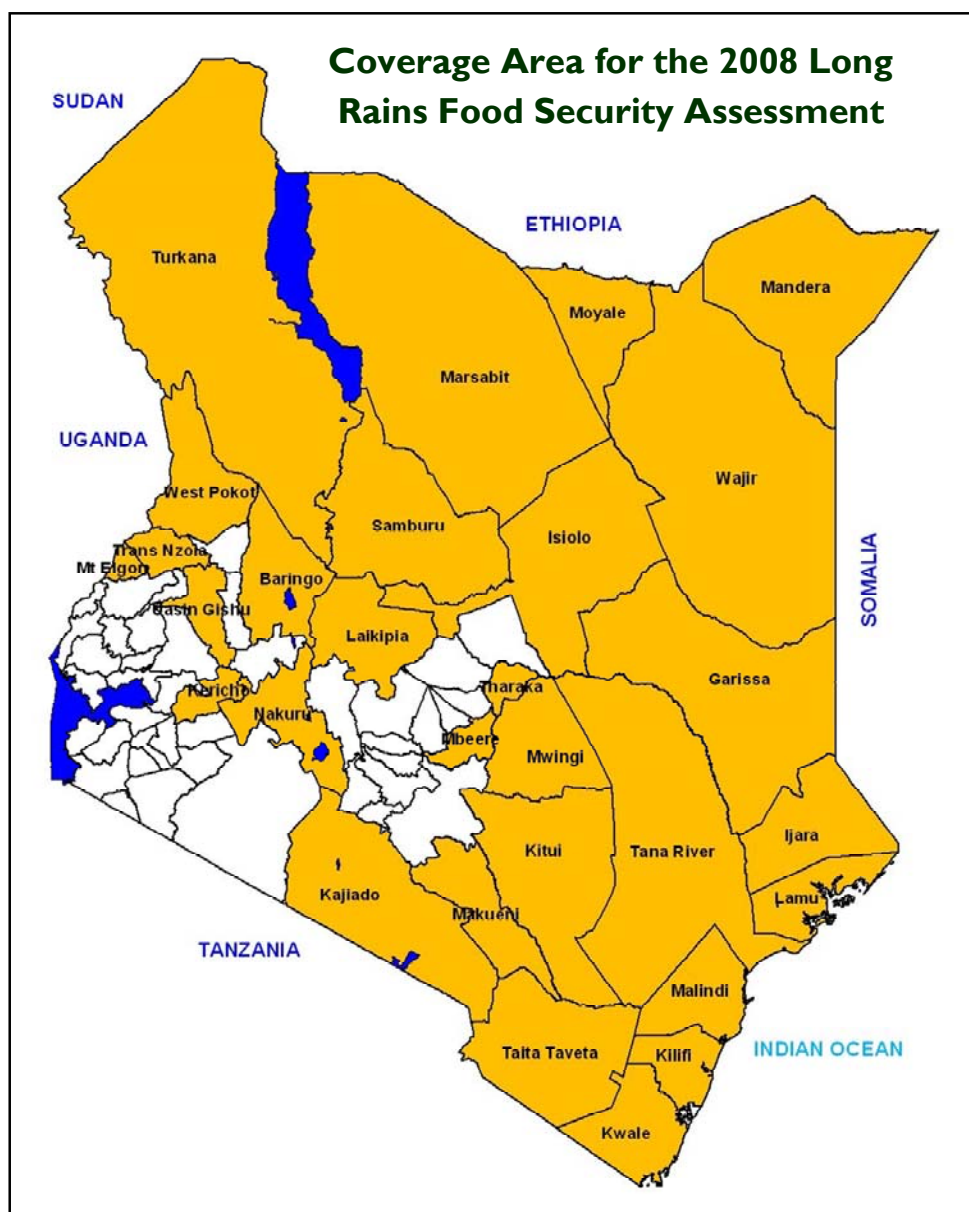 Coverage Area for the 2008 Long
Rains Food Security Assessment
SUDAN
ETHIOPIA
Turkana
Mandera
Moyale
Marsabit
UGANDA
Wajir
West Pokot
Samburu
Isiolo
Trans Nzoia
Mt Elgon
Baringo
SOMALIA
Uasin Gishu
Laikipia
Garissa
Kericho
Tharaka
Nakuru
Mbeere
Mwingi
Ijara
Kitui
Tana River
Kajiado
Lamu
Makueni
TANZANIA
Malindi
INDIAN OCEAN
Taita Taveta
Kilifi
Kwale